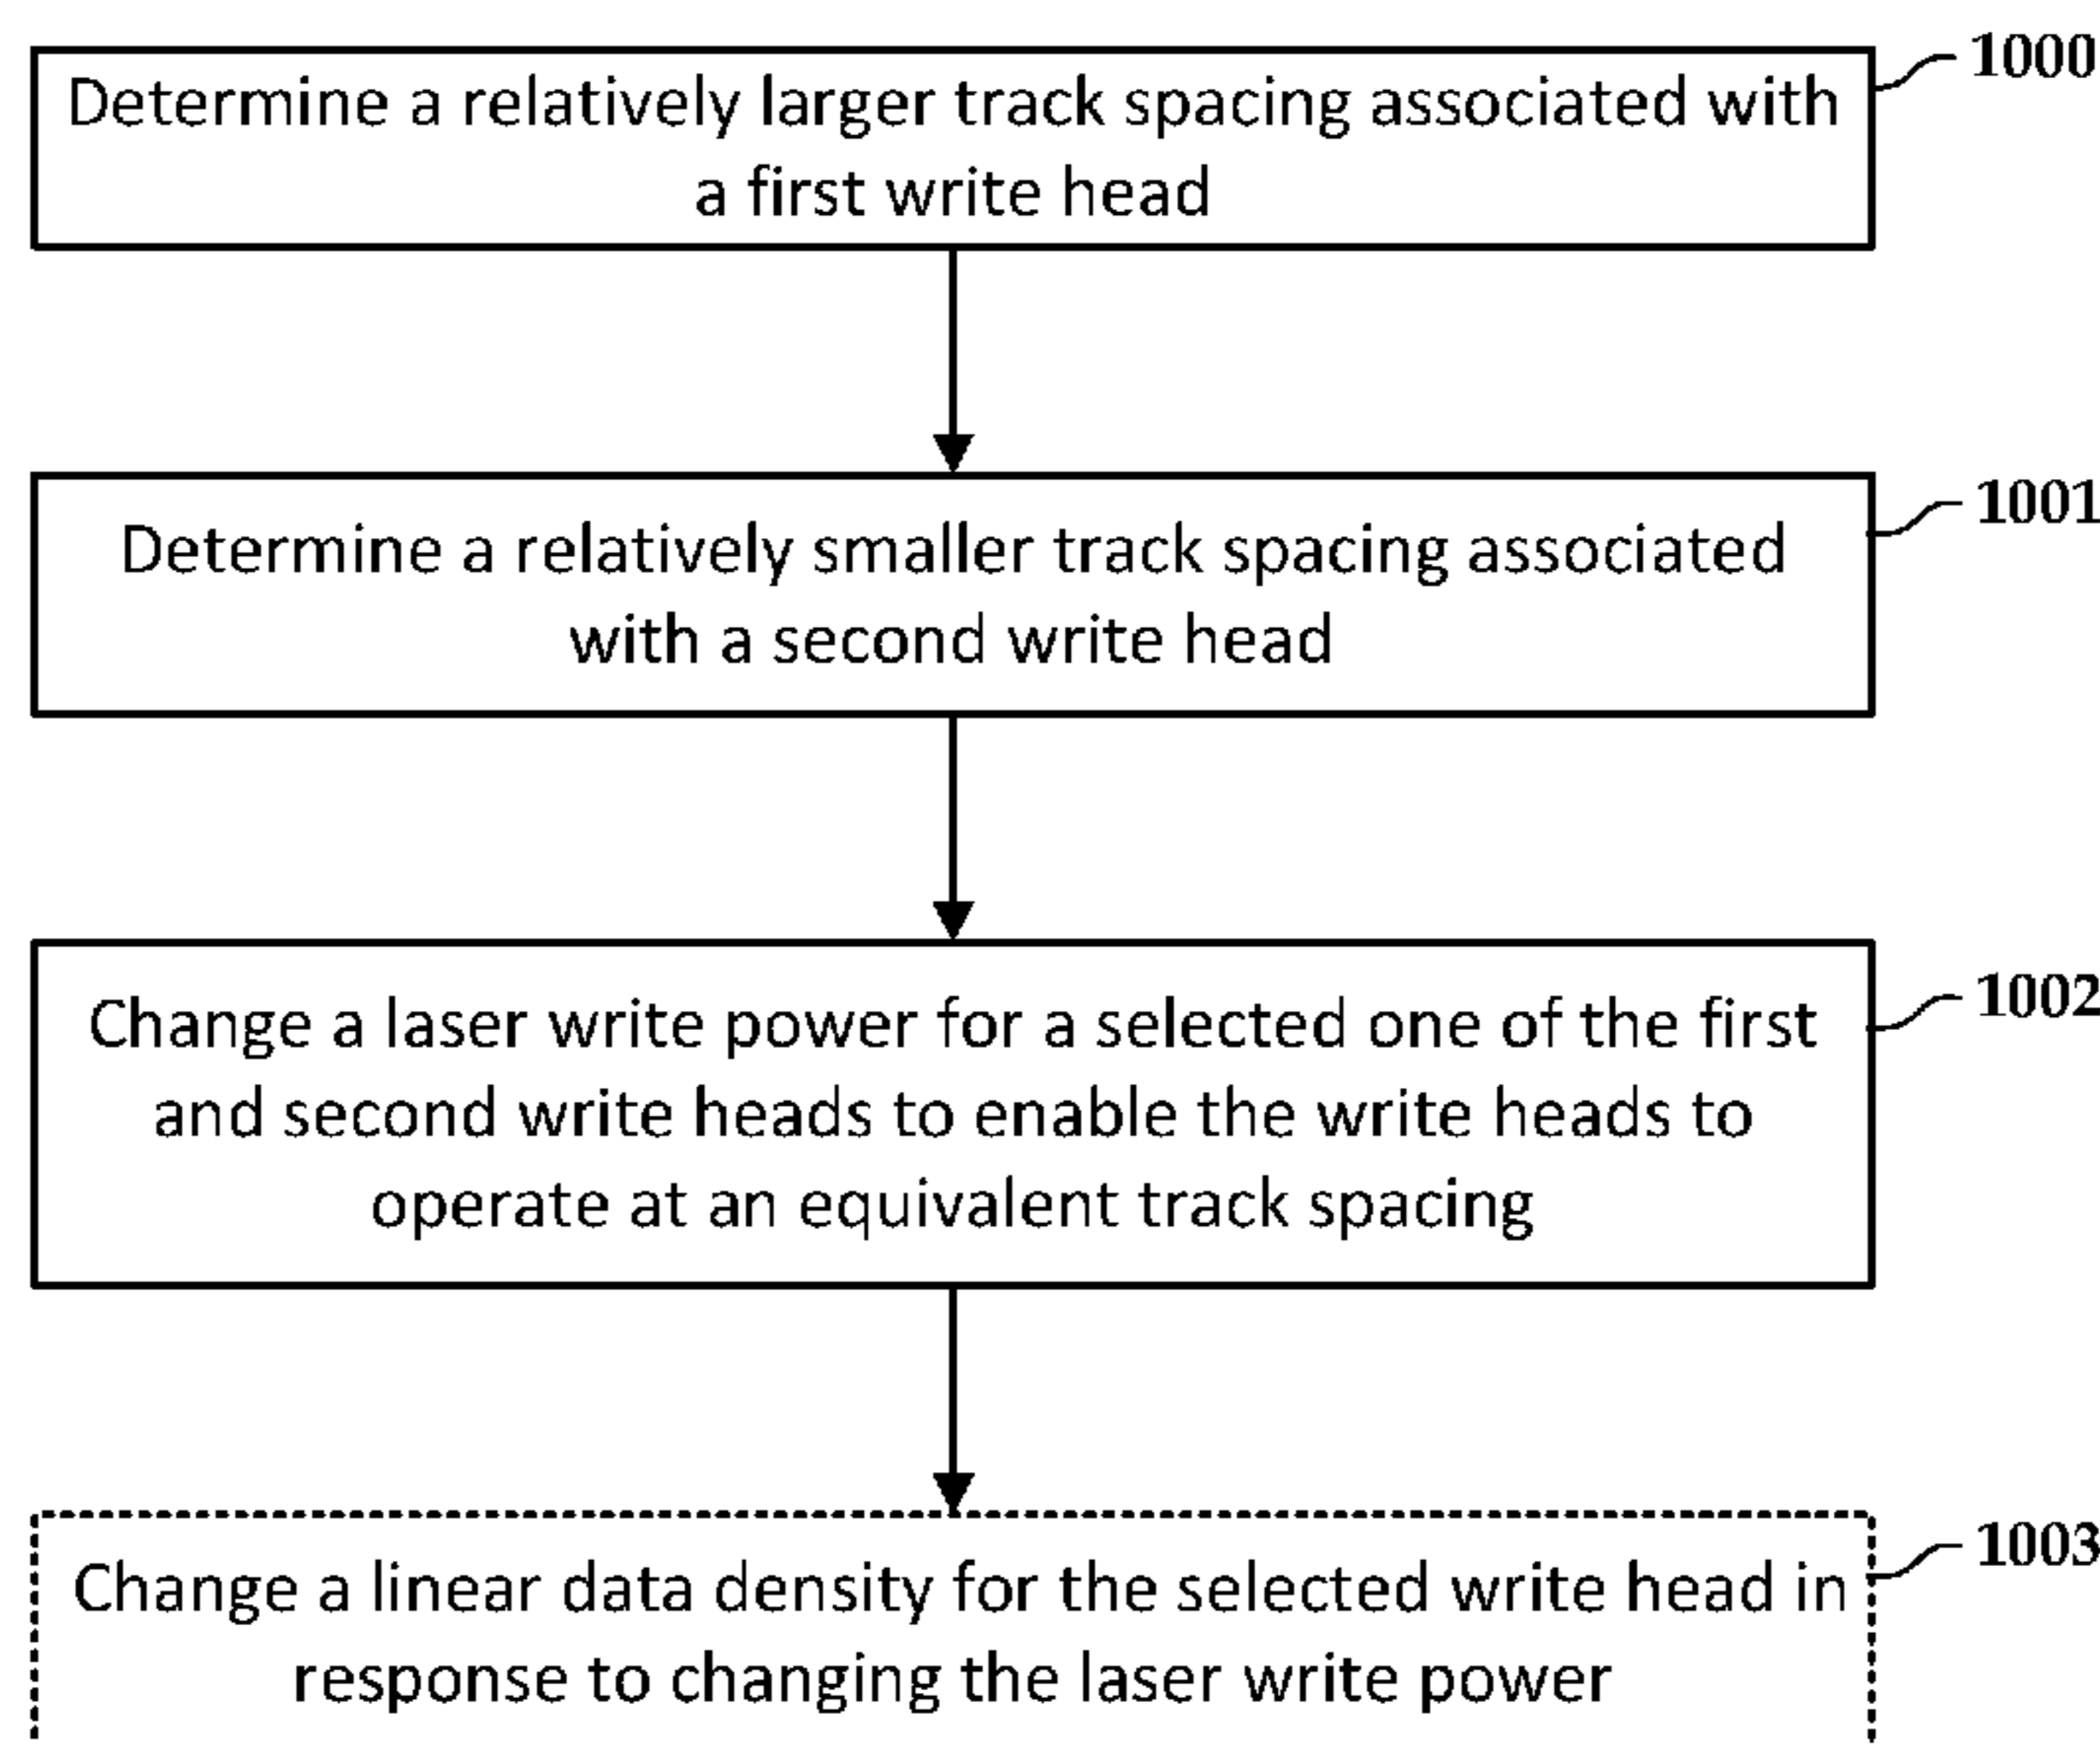 1000
Determine a relatively larger track spacing associated with
a first write head
1001
Determine a relatively smaller track spacing associated
with a second write head
1002
Change a laser write power for a selected one of the first
and second write heads to enable the write heads to
operate at an equivalent track spacing
1003
Change a linear data density for the selected write head in
response to changing the laser write power